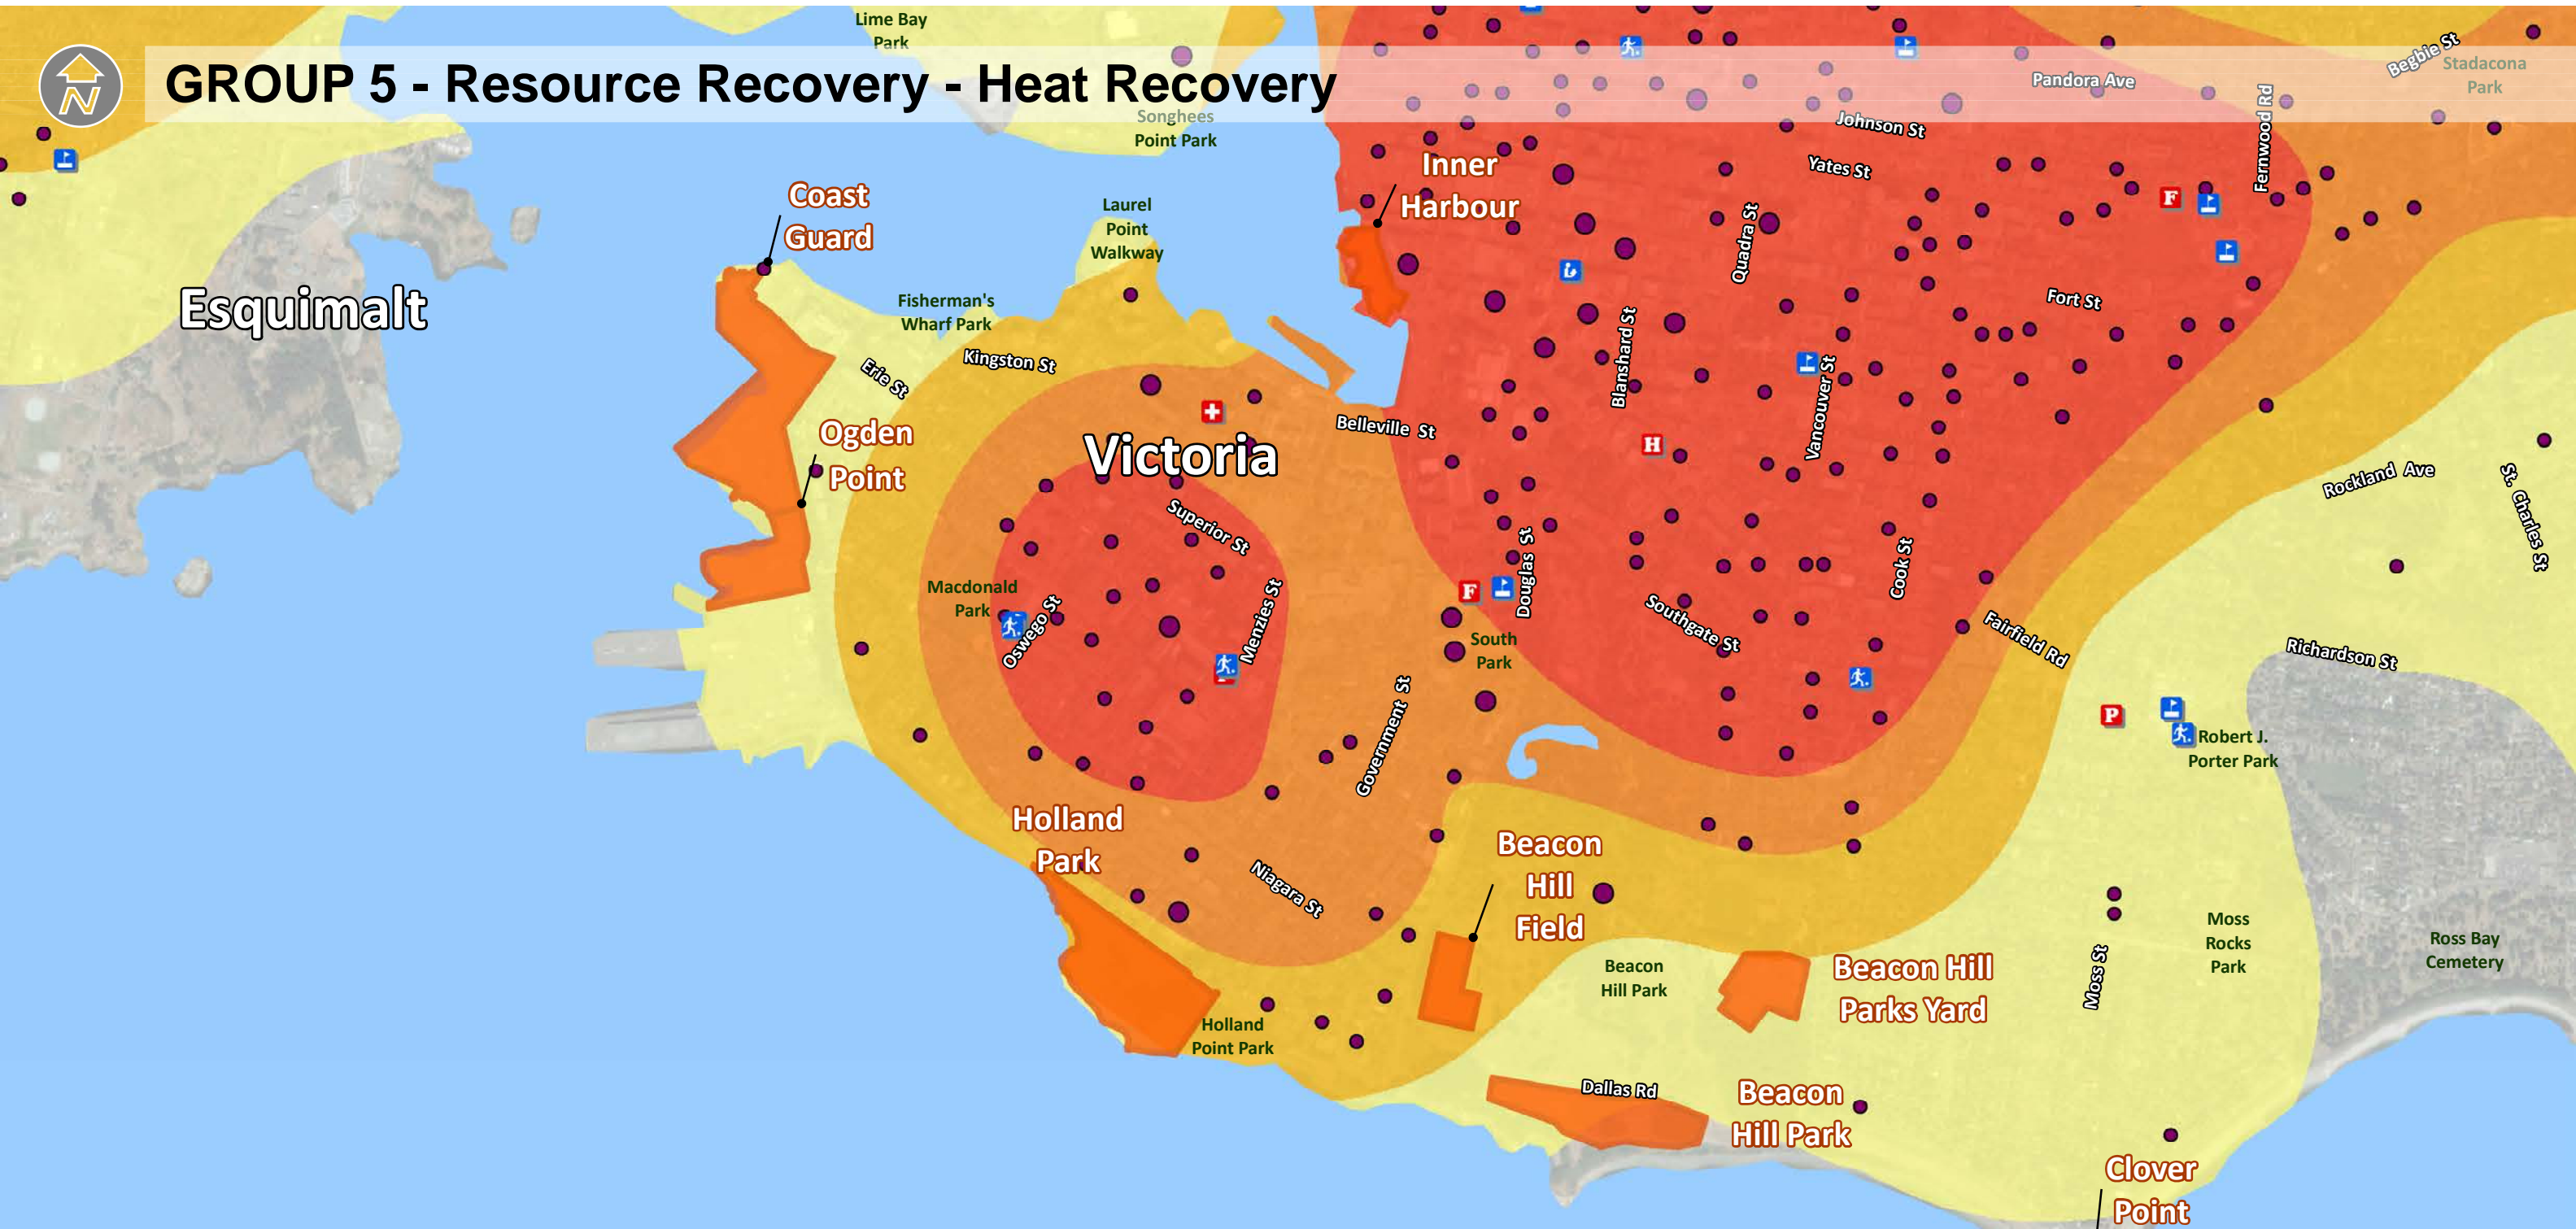 Lime Bay
Park
N
GROUP 5 - Resource Recovery - Heat Recovery
Begbie St
Stadacona
Park
Pandora Ave
Songhees
Point Park
Johnson St
Fernwood Rd
Yates St
Inner
Harbour
Coast
Guard
Laurel
Point
Walkway
Quadra St
Esquimalt
Fisherman's
Wharf Park
Fort St
Kingston St
Erie St
Blanshard St
Vancouver St
Belleville St
Ogden
Point
Victoria
H
F
Rockland Ave
St. Charles St
Superior St
Douglas St
Cook St
Macdonald
Park
Oswego St
Menzies St
F
South
Park
Southgate St
Fairfield Rd
Richardson St
Government St
P
Robert J.
Porter Park
Holland
Park
Niagara St
Beacon
Hill
Field
Beacon
Hill Park
Beacon Hill
Parks Yard
Moss St
Moss
Rocks
Park
Ross Bay
Cemetery
Holland
Point Park
Dallas Rd
Beacon
Hill Park
Clover
Point